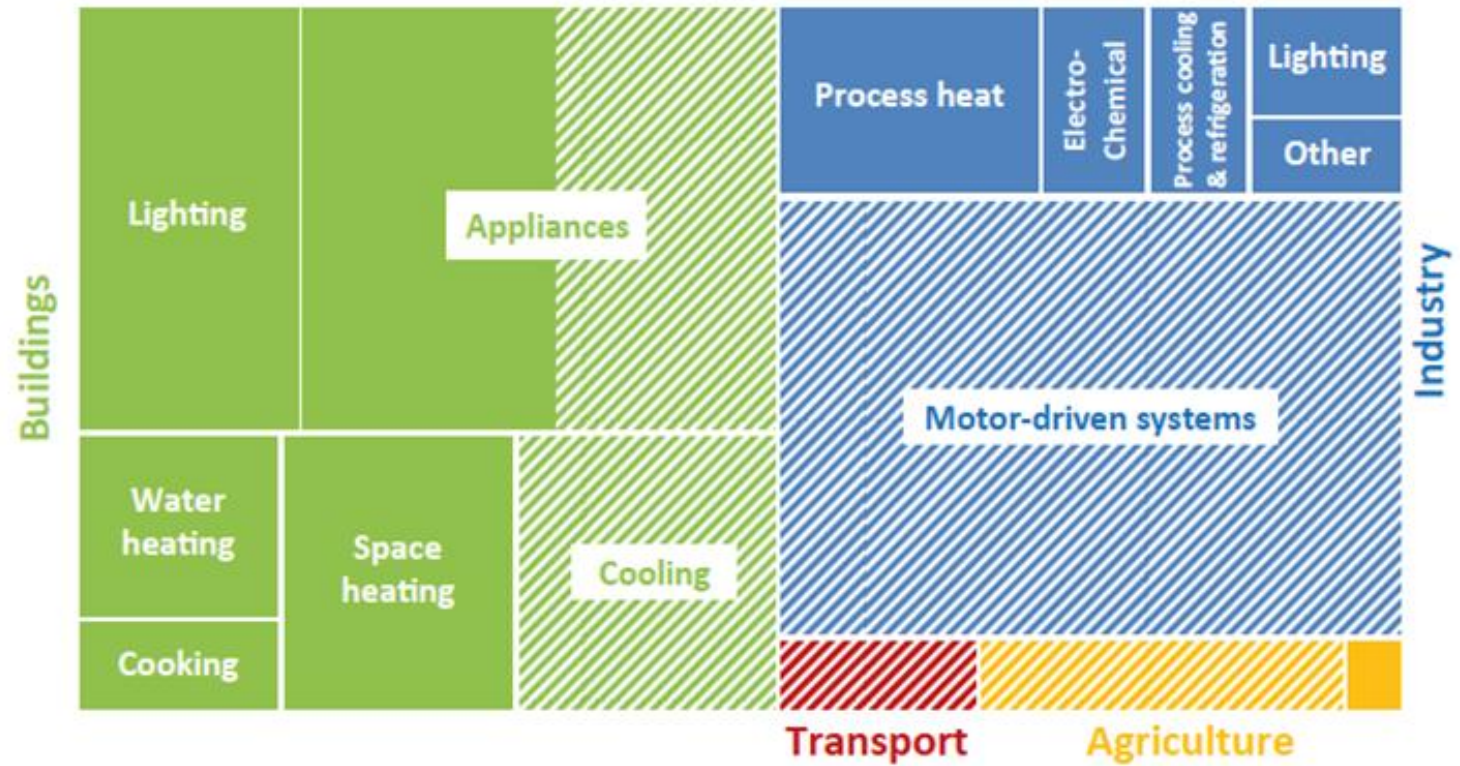 Buildings
Lighting
Appliances
Water
heating
Cooking
Space
heating
Cooling
Process heat
Electro-
Chemical
Process cooling
& refrigeration
Lighting
Other
Motor-driven systems
Industry
Transport
Agriculture